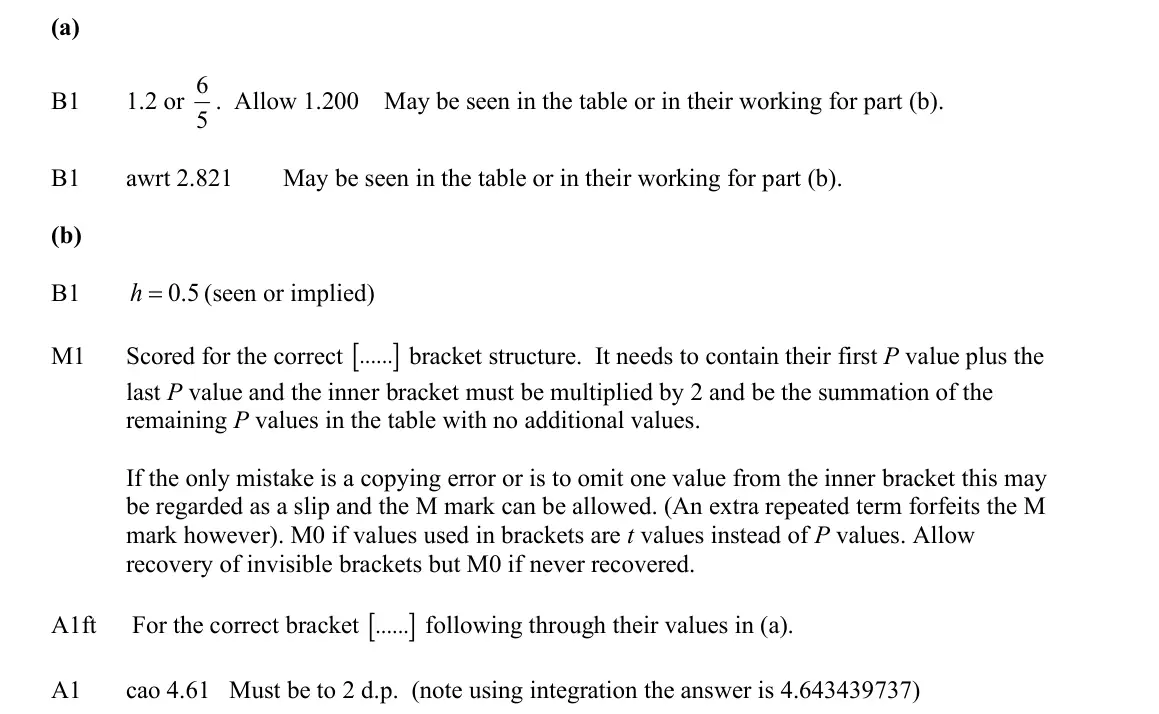 (a)
B1 1.2 or 6/5. Allow 1.200 May be seen in the table or in their working for part (b).
B1 awrt 2.821 May be seen in the table or in their working for part (b).
(b)
B1 h = 0.5 (seen or implied)
M1 Scored for the correct [......] bracket structure. It needs to contain their first P value plus the
last P value and the inner bracket must be multiplied by 2 and be the summation of the
remaining P values in the table with no additional values.
If the only mistake is a copying error or is to omit one value from the inner bracket this may
be regarded as a slip and the M mark can be allowed. (An extra repeated term forfeits the M
mark however). M0 if values used in brackets are t values instead of P values. Allow
recovery of invisible brackets but M0 if never recovered.
A1ft For the correct bracket [......] following through their values in (a).
A1 cao 4.61 Must be to 2 d.p. (note using integration the answer is 4.643439737)